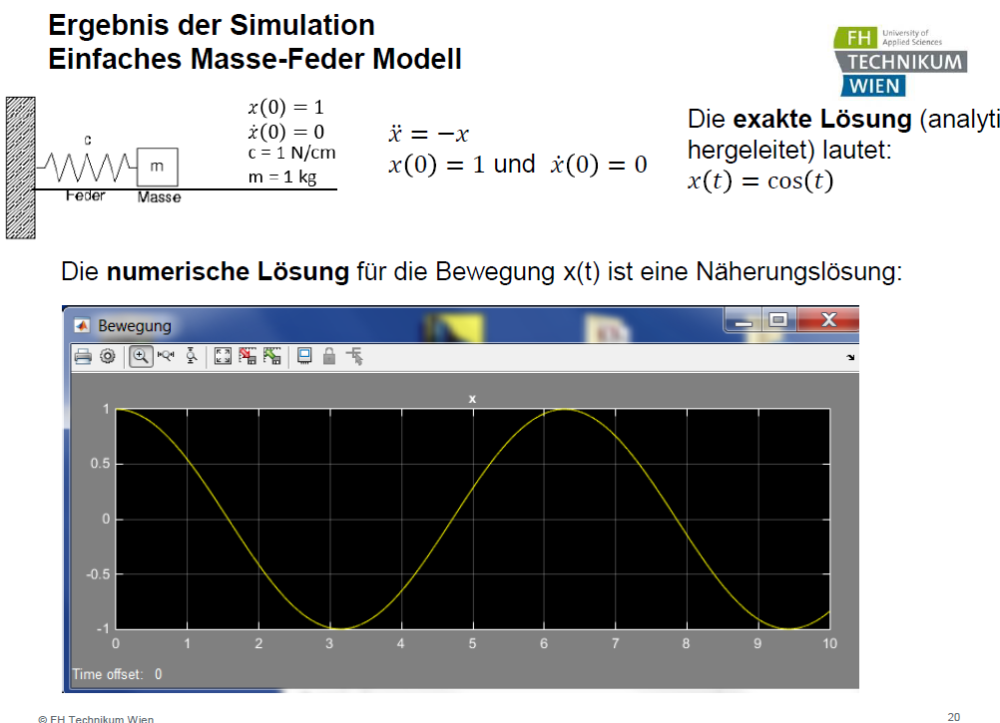 Ergebnis der Simulation
Einfaches Masse-Feder Modell
FH University of Applied Sciences
TECHNIKUM
WIEN
c
m
Feder
Masse
x(0) = 1
ẋ(0) = 0
c = 1 N/cm
m = 1 kg
ẍ = −x
x(0) = 1 und ẋ(0) = 0
Die exakte Lösung (analyti
hergeleitet) lautet:
x(t) = cos(t)
Die numerische Lösung für die Bewegung x(t) ist eine Näherungslösung:
Bewegung
x
1
0.5
0
-0.5
-1
0 1 2 3 4 5 6 7 8 9 10
Time offset: 0
© FH Technikum Wien
20